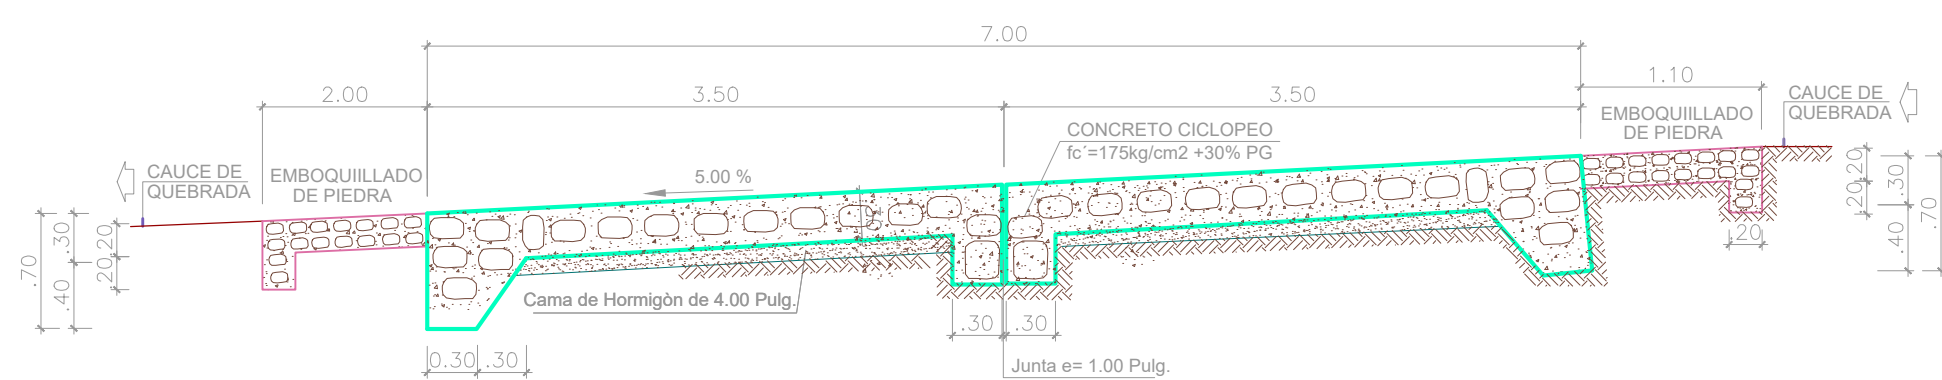 7.00
1.10
2.00
3.50
3.50
CAUCE DE
QUEBRADA
EMBOQUIILLADO
DE PIEDRA
CONCRETO CICLOPEO
fc´=175kg/cm2 +30% PG
CAUCE DE
QUEBRADA
EMBOQUIILLADO
DE PIEDRA
5.00 %
.20
.20
.30
.40
.70
.70
.30
.40
.20
.20
.20
Cama de Hormigòn de 4.00 Pulg.
.30
.30
0.30
.30
Junta e= 1.00 Pulg.